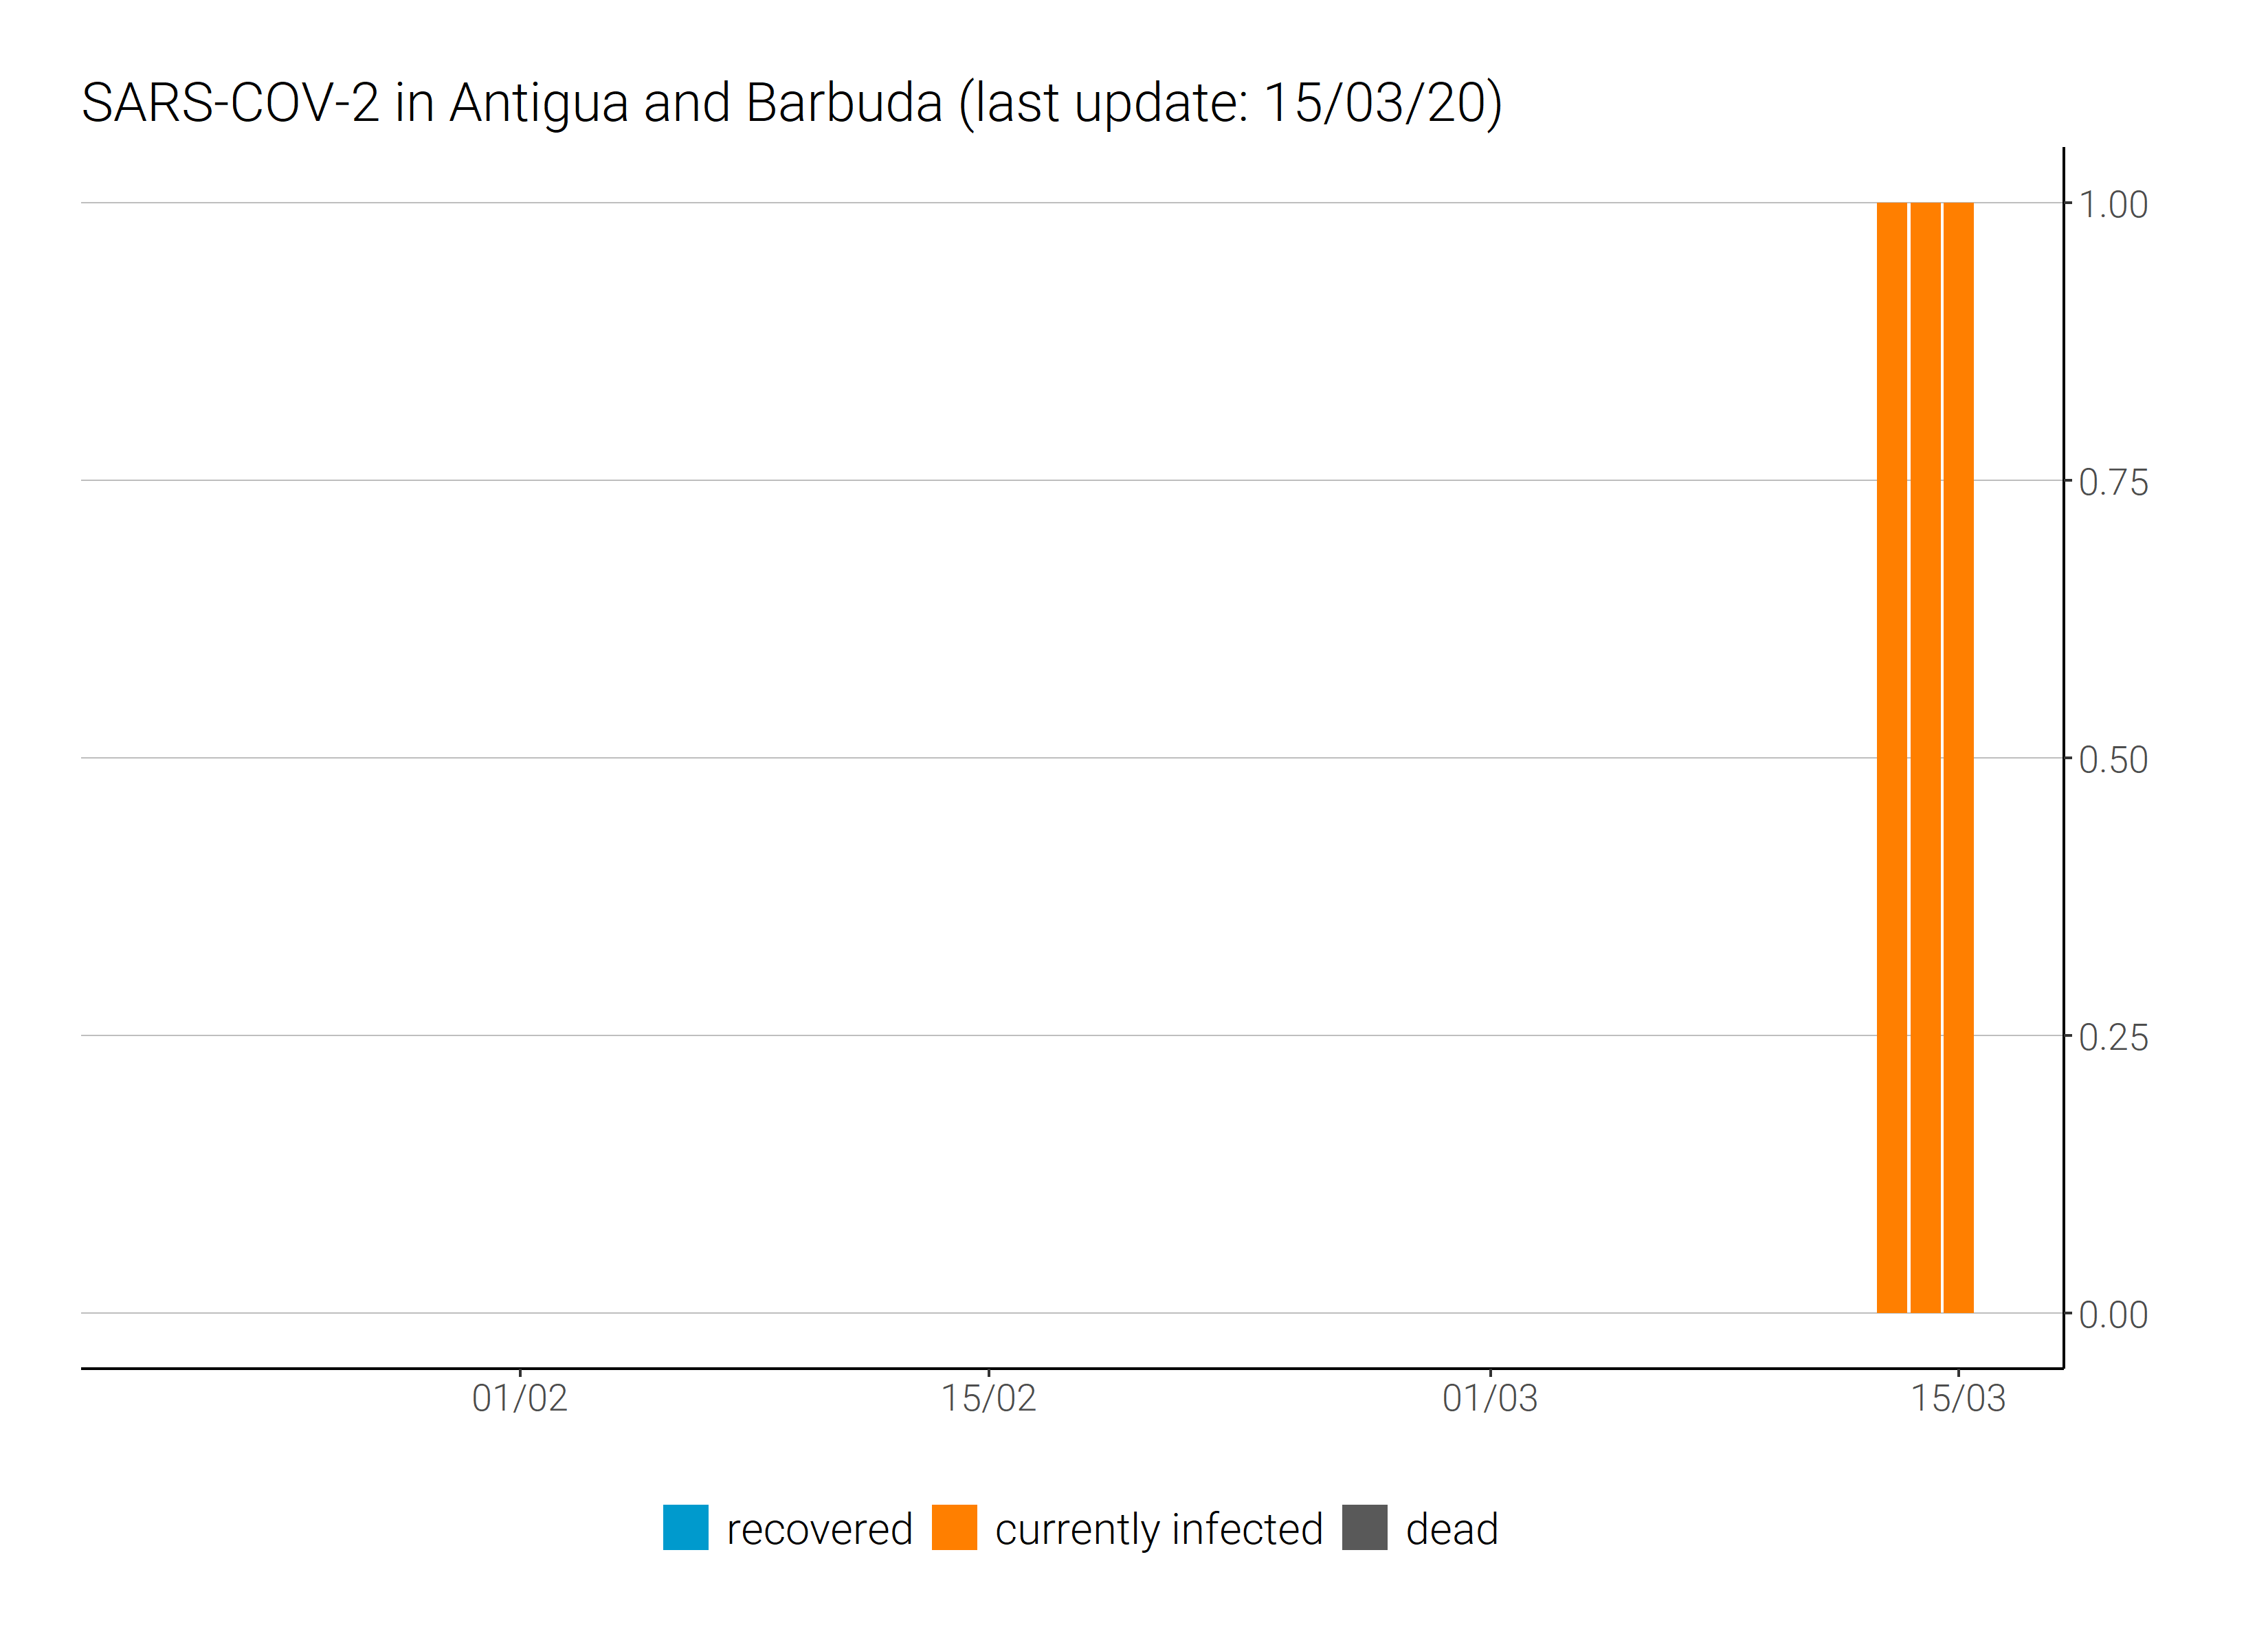 SARS-COV-2 in Antigua and Barbuda (last update: 15/03/20)
1.00
0.75
0.50
0.25
0.00
01/02 15/02 01/03 15/03
recovered currently infected dead